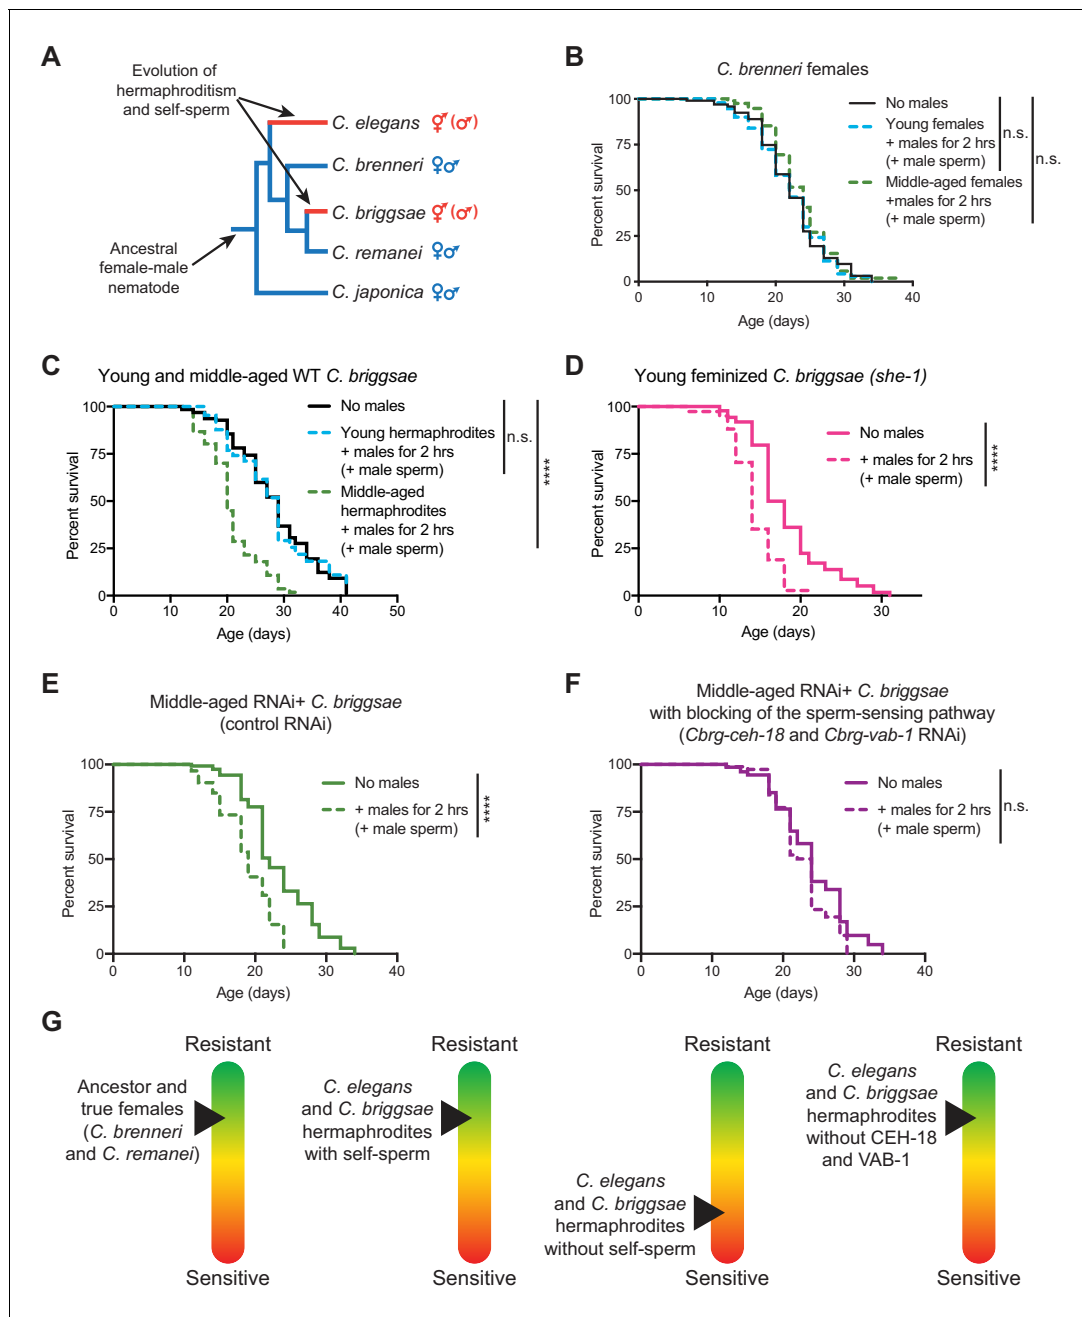 A
Evolution of
hermaphroditism
and self-sperm
C. elegans ⚥(♂)
C. brenneri ♀♂
C. briggsae ⚥(♂)
C. remanei ♀♂
C. japonica ♀♂
Ancestral
female-male
nematode
B
C. brenneri females
Percent survival
100
75
50
25
0
0 10 20 30 40
Age (days)
No males
Young females
+ males for 2 hrs
(+ male sperm)
Middle-aged females
+males for 2 hrs
(+ male sperm)
n.s.
n.s.
C
Young and middle-aged WT C. briggsae
Percent survival
100
75
50
25
0
0 10 20 30 40 50
Age (days)
No males
Young hermaphrodites
+ males for 2 hrs
(+ male sperm)
Middle-aged
hermaphrodites
+ males for 2 hrs
(+ male sperm)
n.s.
****
D
Young feminized C. briggsae (she-1)
Percent survival
100
75
50
25
0
0 10 20 30
Age (days)
No males
+ males for 2 hrs
(+ male sperm)
****
E
Middle-aged RNAi+ C. briggsae
(control RNAi)
Percent survival
100
75
50
25
0
0 10 20 30 40
Age (days)
No males
+ males for 2 hrs
(+ male sperm)
****
F
Middle-aged RNAi+ C. briggsae
with blocking of the sperm-sensing pathway
(Cbrg-ceh-18 and Cbrg-vab-1 RNAi)
Percent survival
100
75
50
25
0
0 10 20 30 40
Age (days)
No males
+ males for 2 hrs
(+ male sperm)
n.s.
G
Resistant
Ancestor and
true females
(C. brenneri
and C. remanei)
Sensitive
Resistant
C. elegans
and C. briggsae
hermaphrodites
with self-sperm
Sensitive
Resistant
C. elegans
and C. briggsae
hermaphrodites
without self-sperm
Sensitive
Resistant
C. elegans
and C. briggsae
hermaphrodites
without CEH-18
and VAB-1
Sensitive